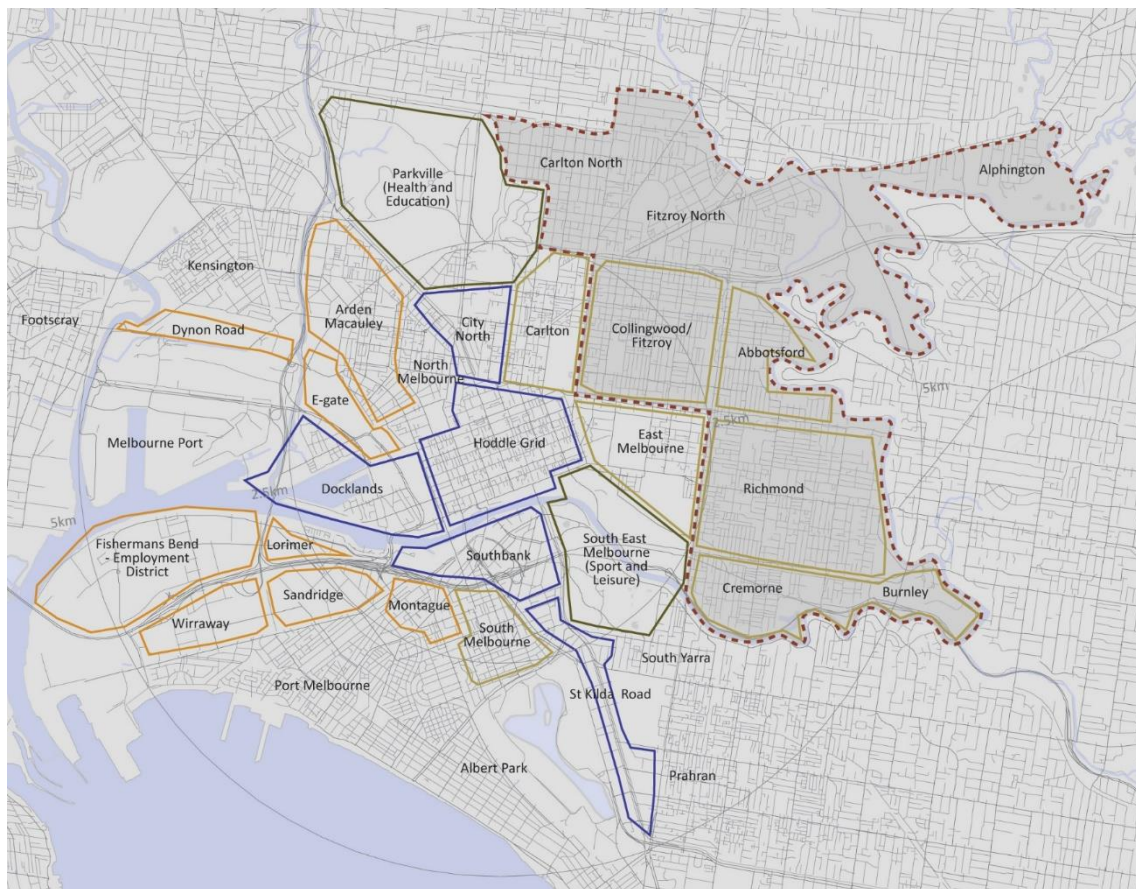 Carlton North
Alphington
Parkville
(Health and
Education)
Fitzroy North
Kensington
Footscray
Dynon Road
Arden
Macauley
City
North
Carlton
Collingwood/
Fitzroy
Abbotsford
North
Melbourne
5km
E-gate
2.5km
Melbourne Port
Hoddle Grid
East
Melbourne
Docklands
Richmond
2.5km
5km
Fishermans Bend
- Employment
District
Lorimer
Southbank
South East
Melbourne
(Sport and
Leisure)
Sandridge
Montague
Cremorne
Burnley
Wirraway
South
Melbourne
South Yarra
Port Melbourne
St Kilda Road
Albert Park
Prahran